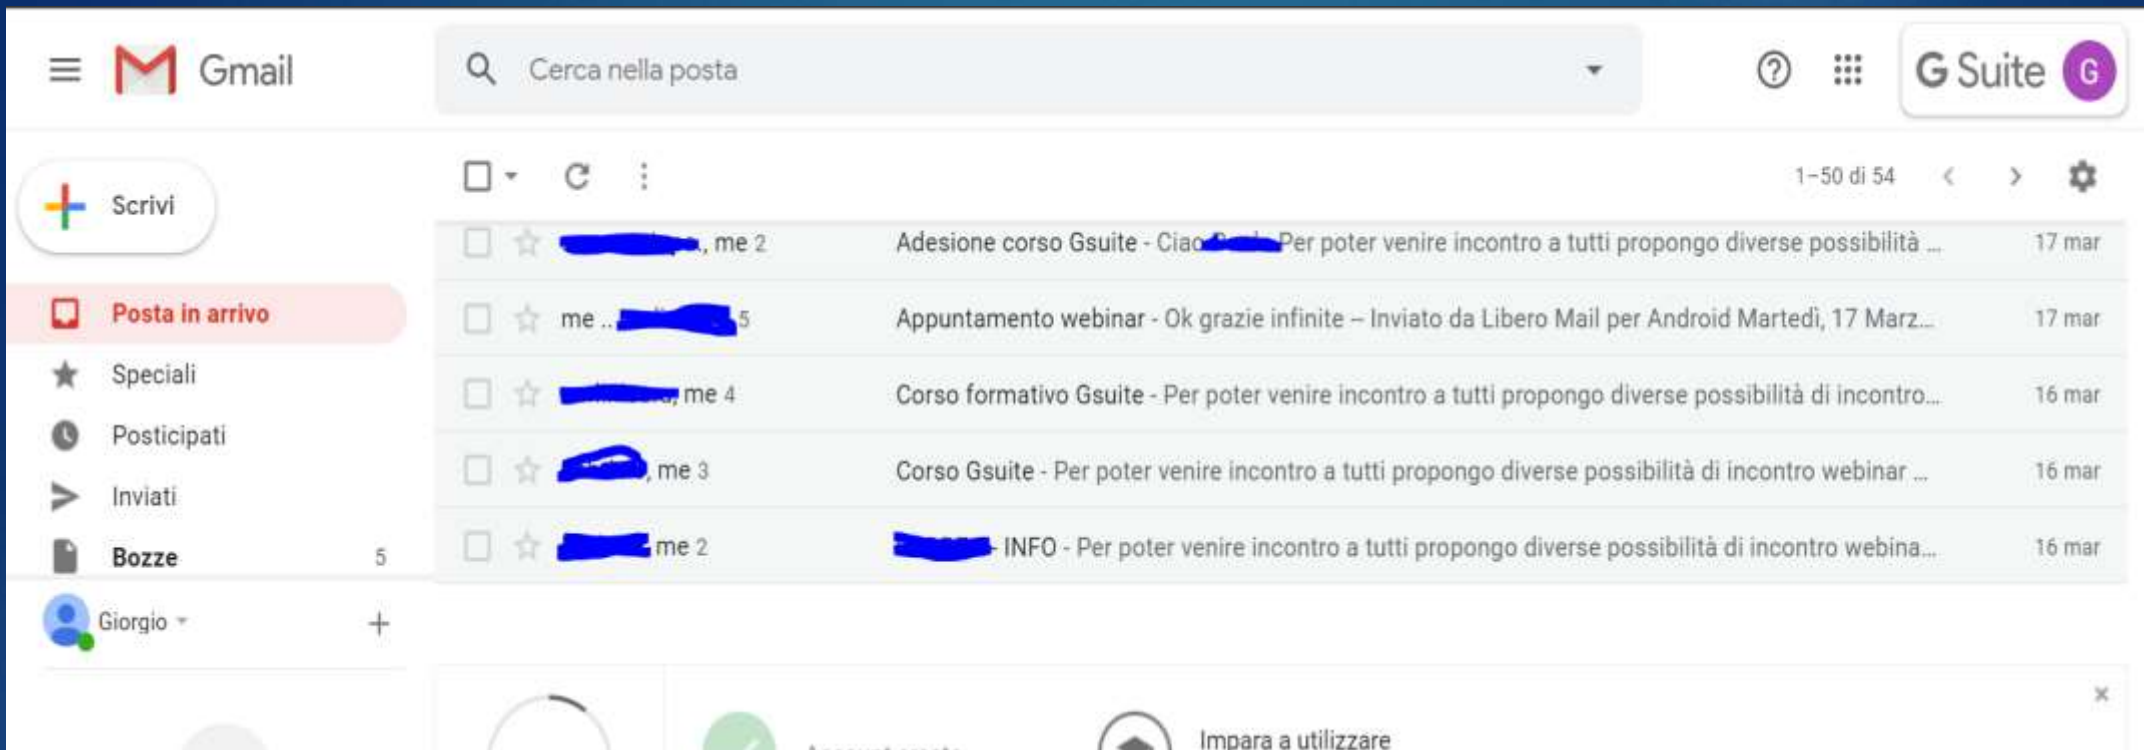 Gmail
Cerca nella posta
G Suite G
Scrivi
1–50 di 54
Posta in arrivo
Speciali
Posticipati
Inviati
Bozze 5
Giorgio
, me 2 Adesione corso Gsuite - Ciao Per poter venire incontro a tutti propongo diverse possibilità ... 17 mar
me .. 5 Appuntamento webinar - Ok grazie infinite – Inviato da Libero Mail per Android Martedì, 17 Marz... 17 mar
, me 4 Corso formativo Gsuite - Per poter venire incontro a tutti propongo diverse possibilità di incontro... 16 mar
, me 3 Corso Gsuite - Per poter venire incontro a tutti propongo diverse possibilità di incontro webinar ... 16 mar
me 2 INFO - Per poter venire incontro a tutti propongo diverse possibilità di incontro webina... 16 mar
Impara a utilizzare